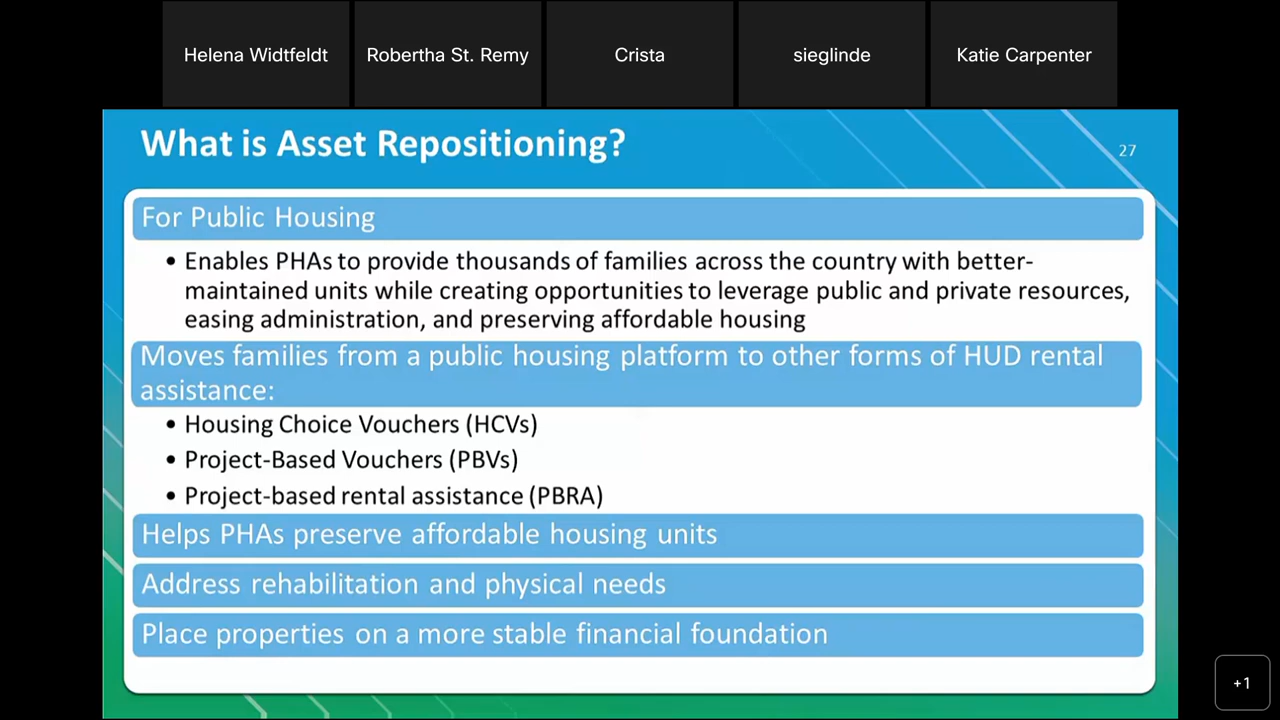 Helena Widtfeldt
Robertha St. Remy
Crista
sieglinde
Katie Carpenter
What is Asset Repositioning?
27
For Public Housing
• Enables PHAs to provide thousands of families across the country with better-
maintained units while creating opportunities to leverage public and private resources,
easing administration, and preserving affordable housing
Moves families from a public housing platform to other forms of HUD rental
assistance:
• Housing Choice Vouchers (HCVs)
• Project-Based Vouchers (PBVs)
• Project-based rental assistance (PBRA)
Helps PHAs preserve affordable housing units
Address rehabilitation and physical needs
Place properties on a more stable financial foundation
+1